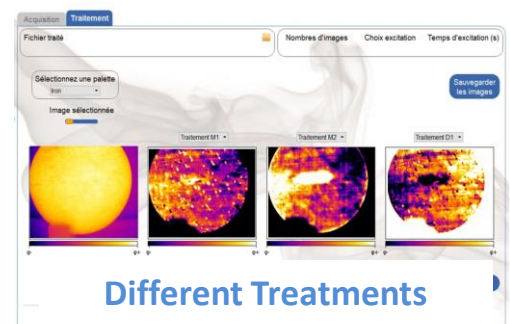 Acquisition Traitement
Fichier traité
Nombres d'images Choix excitation Temps d'excitation (s)
Sélectionnez une palette
Iron
Sauvegarder
les images
Image sélectionnée
Traitement M1 Traitement M2 Traitement D1
Different Treatments